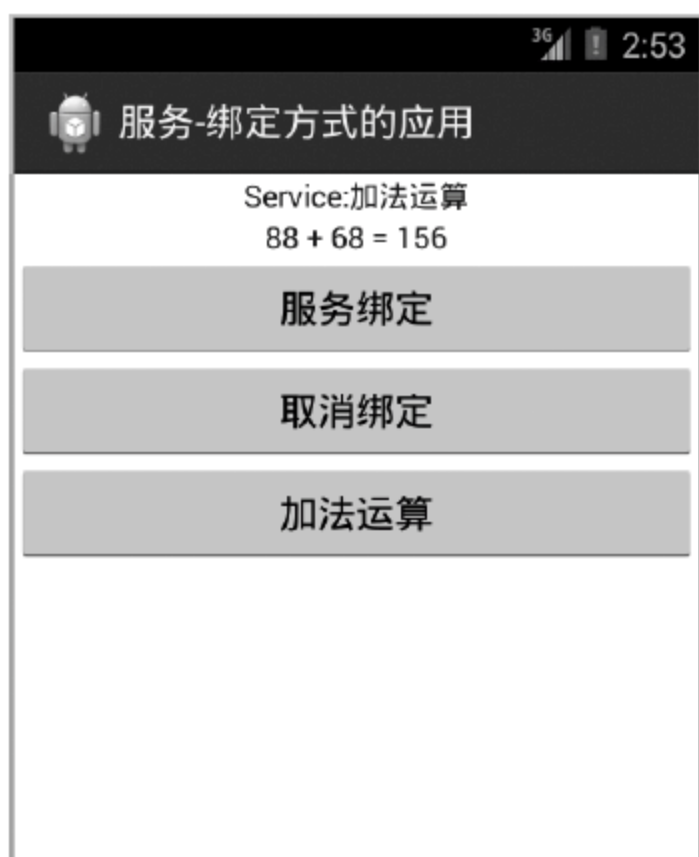 3G 2:53
服务-绑定方式的应用
Service:加法运算
88 + 68 = 156
服务绑定
取消绑定
加法运算